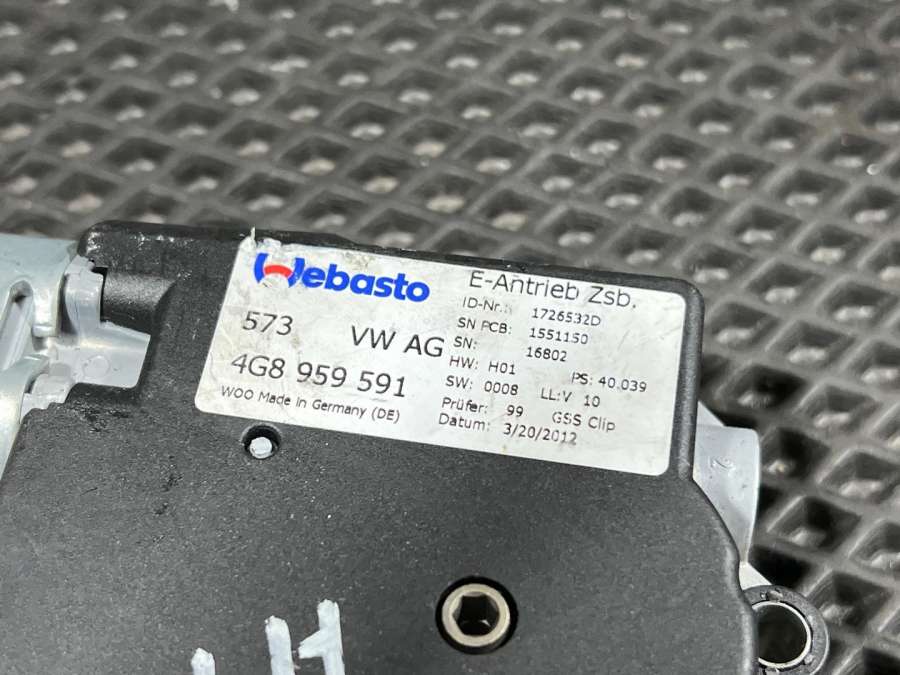 Webasto
573 VW AG
4G8 959 591
WOO Made in Germany (DE)
E-Antrieb Zsb.
ID-Nr.: 1726532D
SN PCB: 1551150
SN: 16802
HW: H01 PS: 40.039
SW: 0008 LL:V 10
Prüfer: 99 GSS Clip
Datum: 3/20/2012